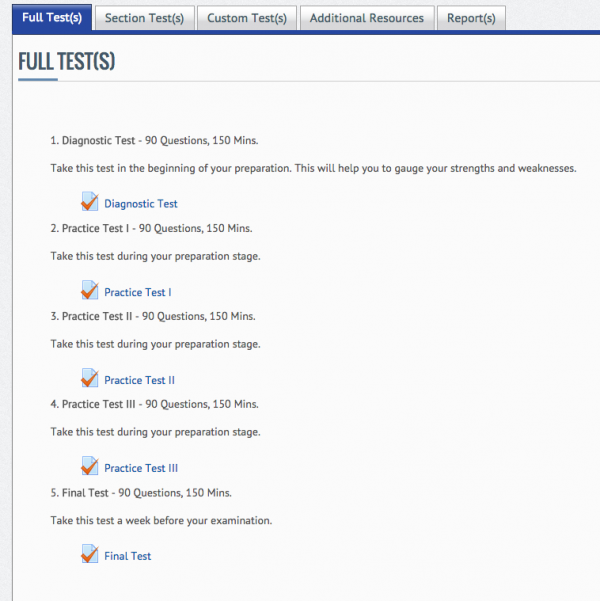 Full Test(s) Section Test(s) Custom Test(s) Additional Resources Report(s)
FULL TEST(S)
1. Diagnostic Test - 90 Questions, 150 Mins.
Take this test in the beginning of your preparation. This will help you to gauge your strengths and weaknesses.
Diagnostic Test
2. Practice Test I - 90 Questions, 150 Mins.
Take this test during your preparation stage.
Practice Test I
3. Practice Test II - 90 Questions, 150 Mins.
Take this test during your preparation stage.
Practice Test II
4. Practice Test III - 90 Questions, 150 Mins.
Take this test during your preparation stage.
Practice Test III
5. Final Test - 90 Questions, 150 Mins.
Take this test a week before your examination.
Final Test